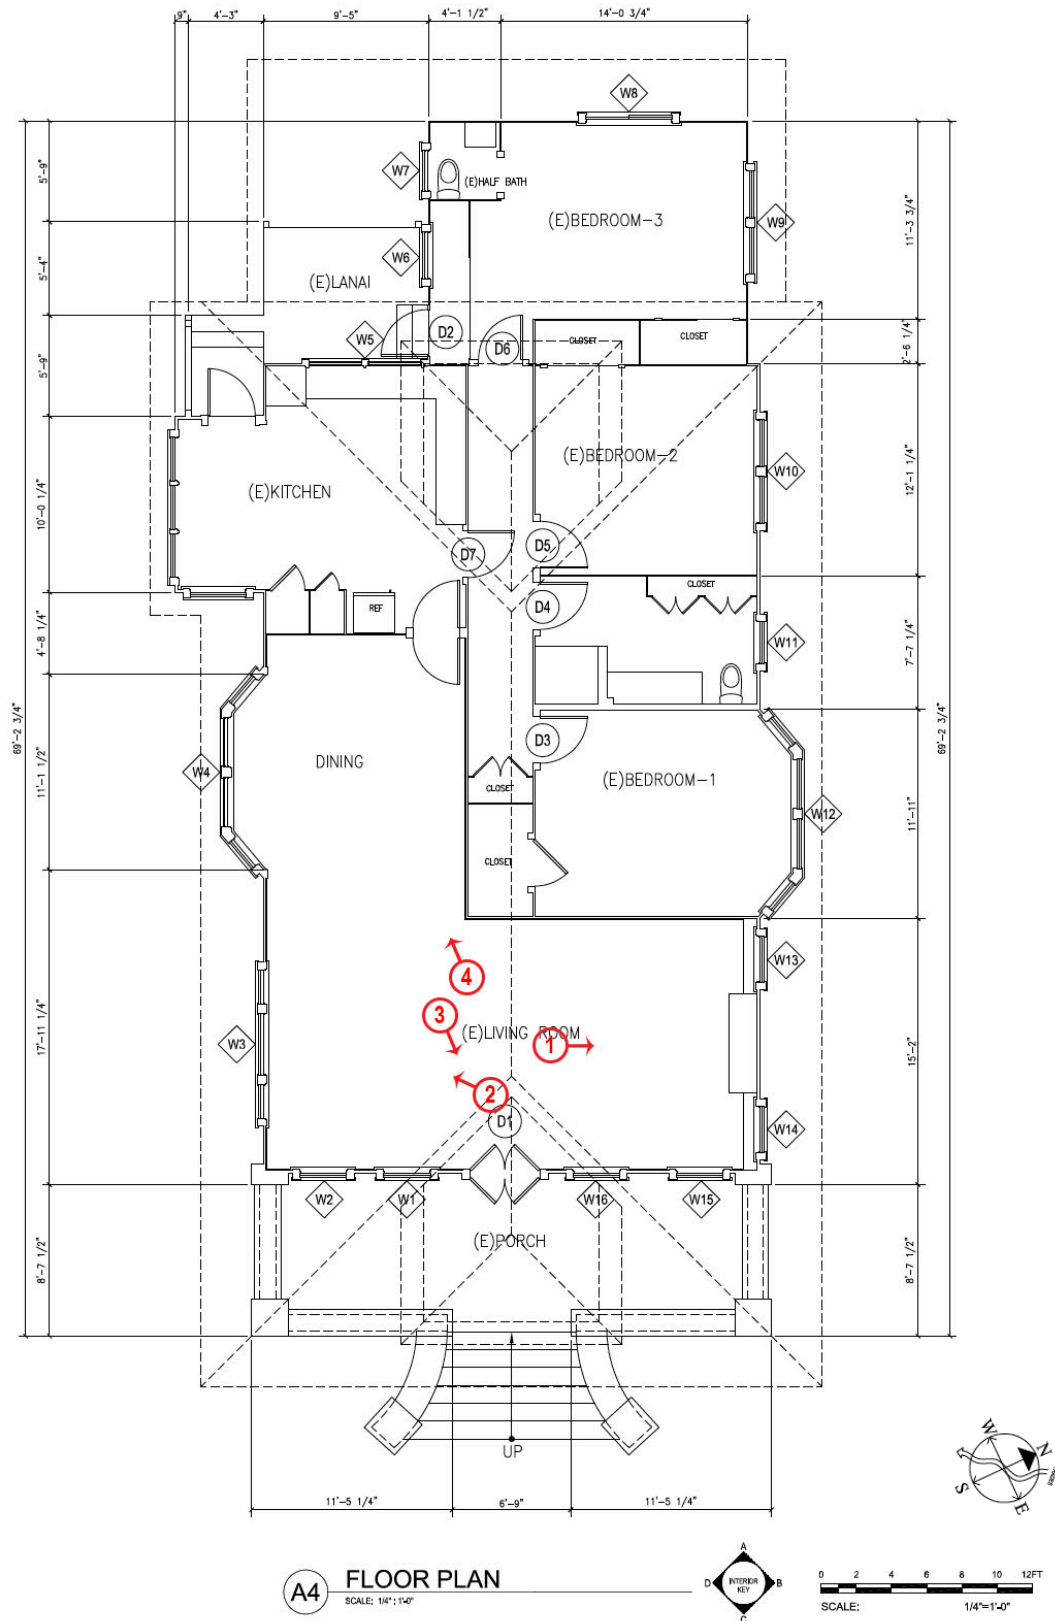 9" 4'-3" 9'-5" 4'-1 1/2" 14'-0 3/4"
W8
W7
(E)HALF BATH
5'-9"
(E)BEDROOM-3
W9
11'-3 3/4"
W6
5'-4"
(E)LANAI
D2
W5
D6
CLOSET
CLOSET
2'-6 1/4"
5'-9"
(E)BEDROOM-2
W10
12'-1 1/4"
(E)KITCHEN
10'-0 1/4"
D7
D5
CLOSET
D4
REF
W11
4'-8 1/4"
7'-7 1/4"
69'-2 3/4"
69'-2 3/4"
D3
DINING
W4
11'-1 1/2"
(E)BEDROOM-1
CLOSET
W12
11'-11"
CLOSET
W13
4
3
(E)LIVING ROOM
1
W3
17'-11 1/4"
15'-2"
2
D1
W14
W2
W1
W16
W15
(E)PORCH
8'-7 1/2"
8'-7 1/2"
UP
W
N
S
E
11'-5 1/4" 6'-9" 11'-5 1/4"
A4
FLOOR PLAN
SCALE: 1/4" : 1'-0"
A
D
INTERIOR
KEY
B
C
0 2 4 6 8 10 12FT
SCALE: 1/4"=1'-0"